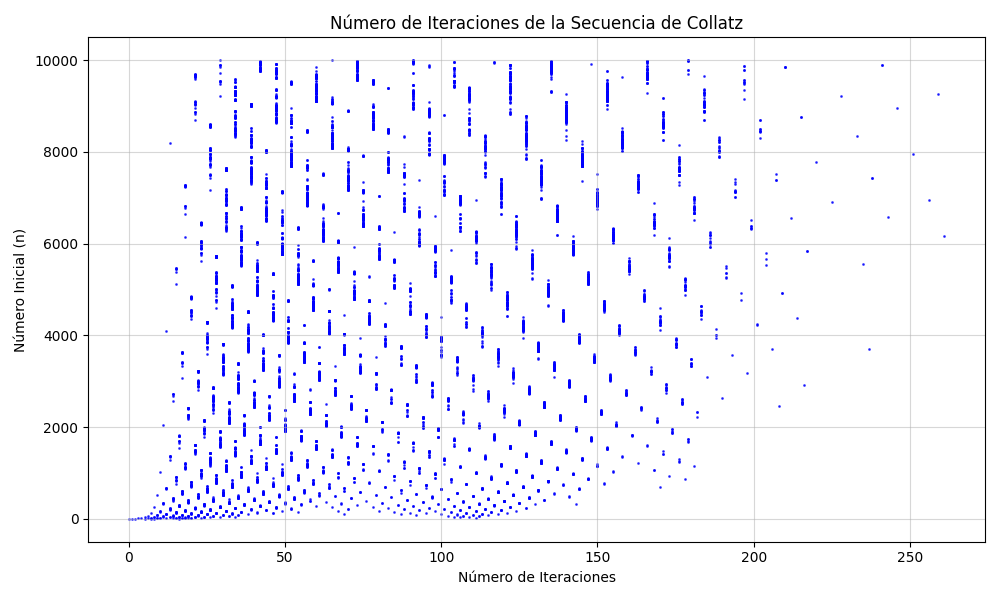 Número de Iteraciones de la Secuencia de Collatz
10000
8000
6000
4000
2000
0
Número Inicial (n)
0 50 100 150 200 250
Número de Iteraciones